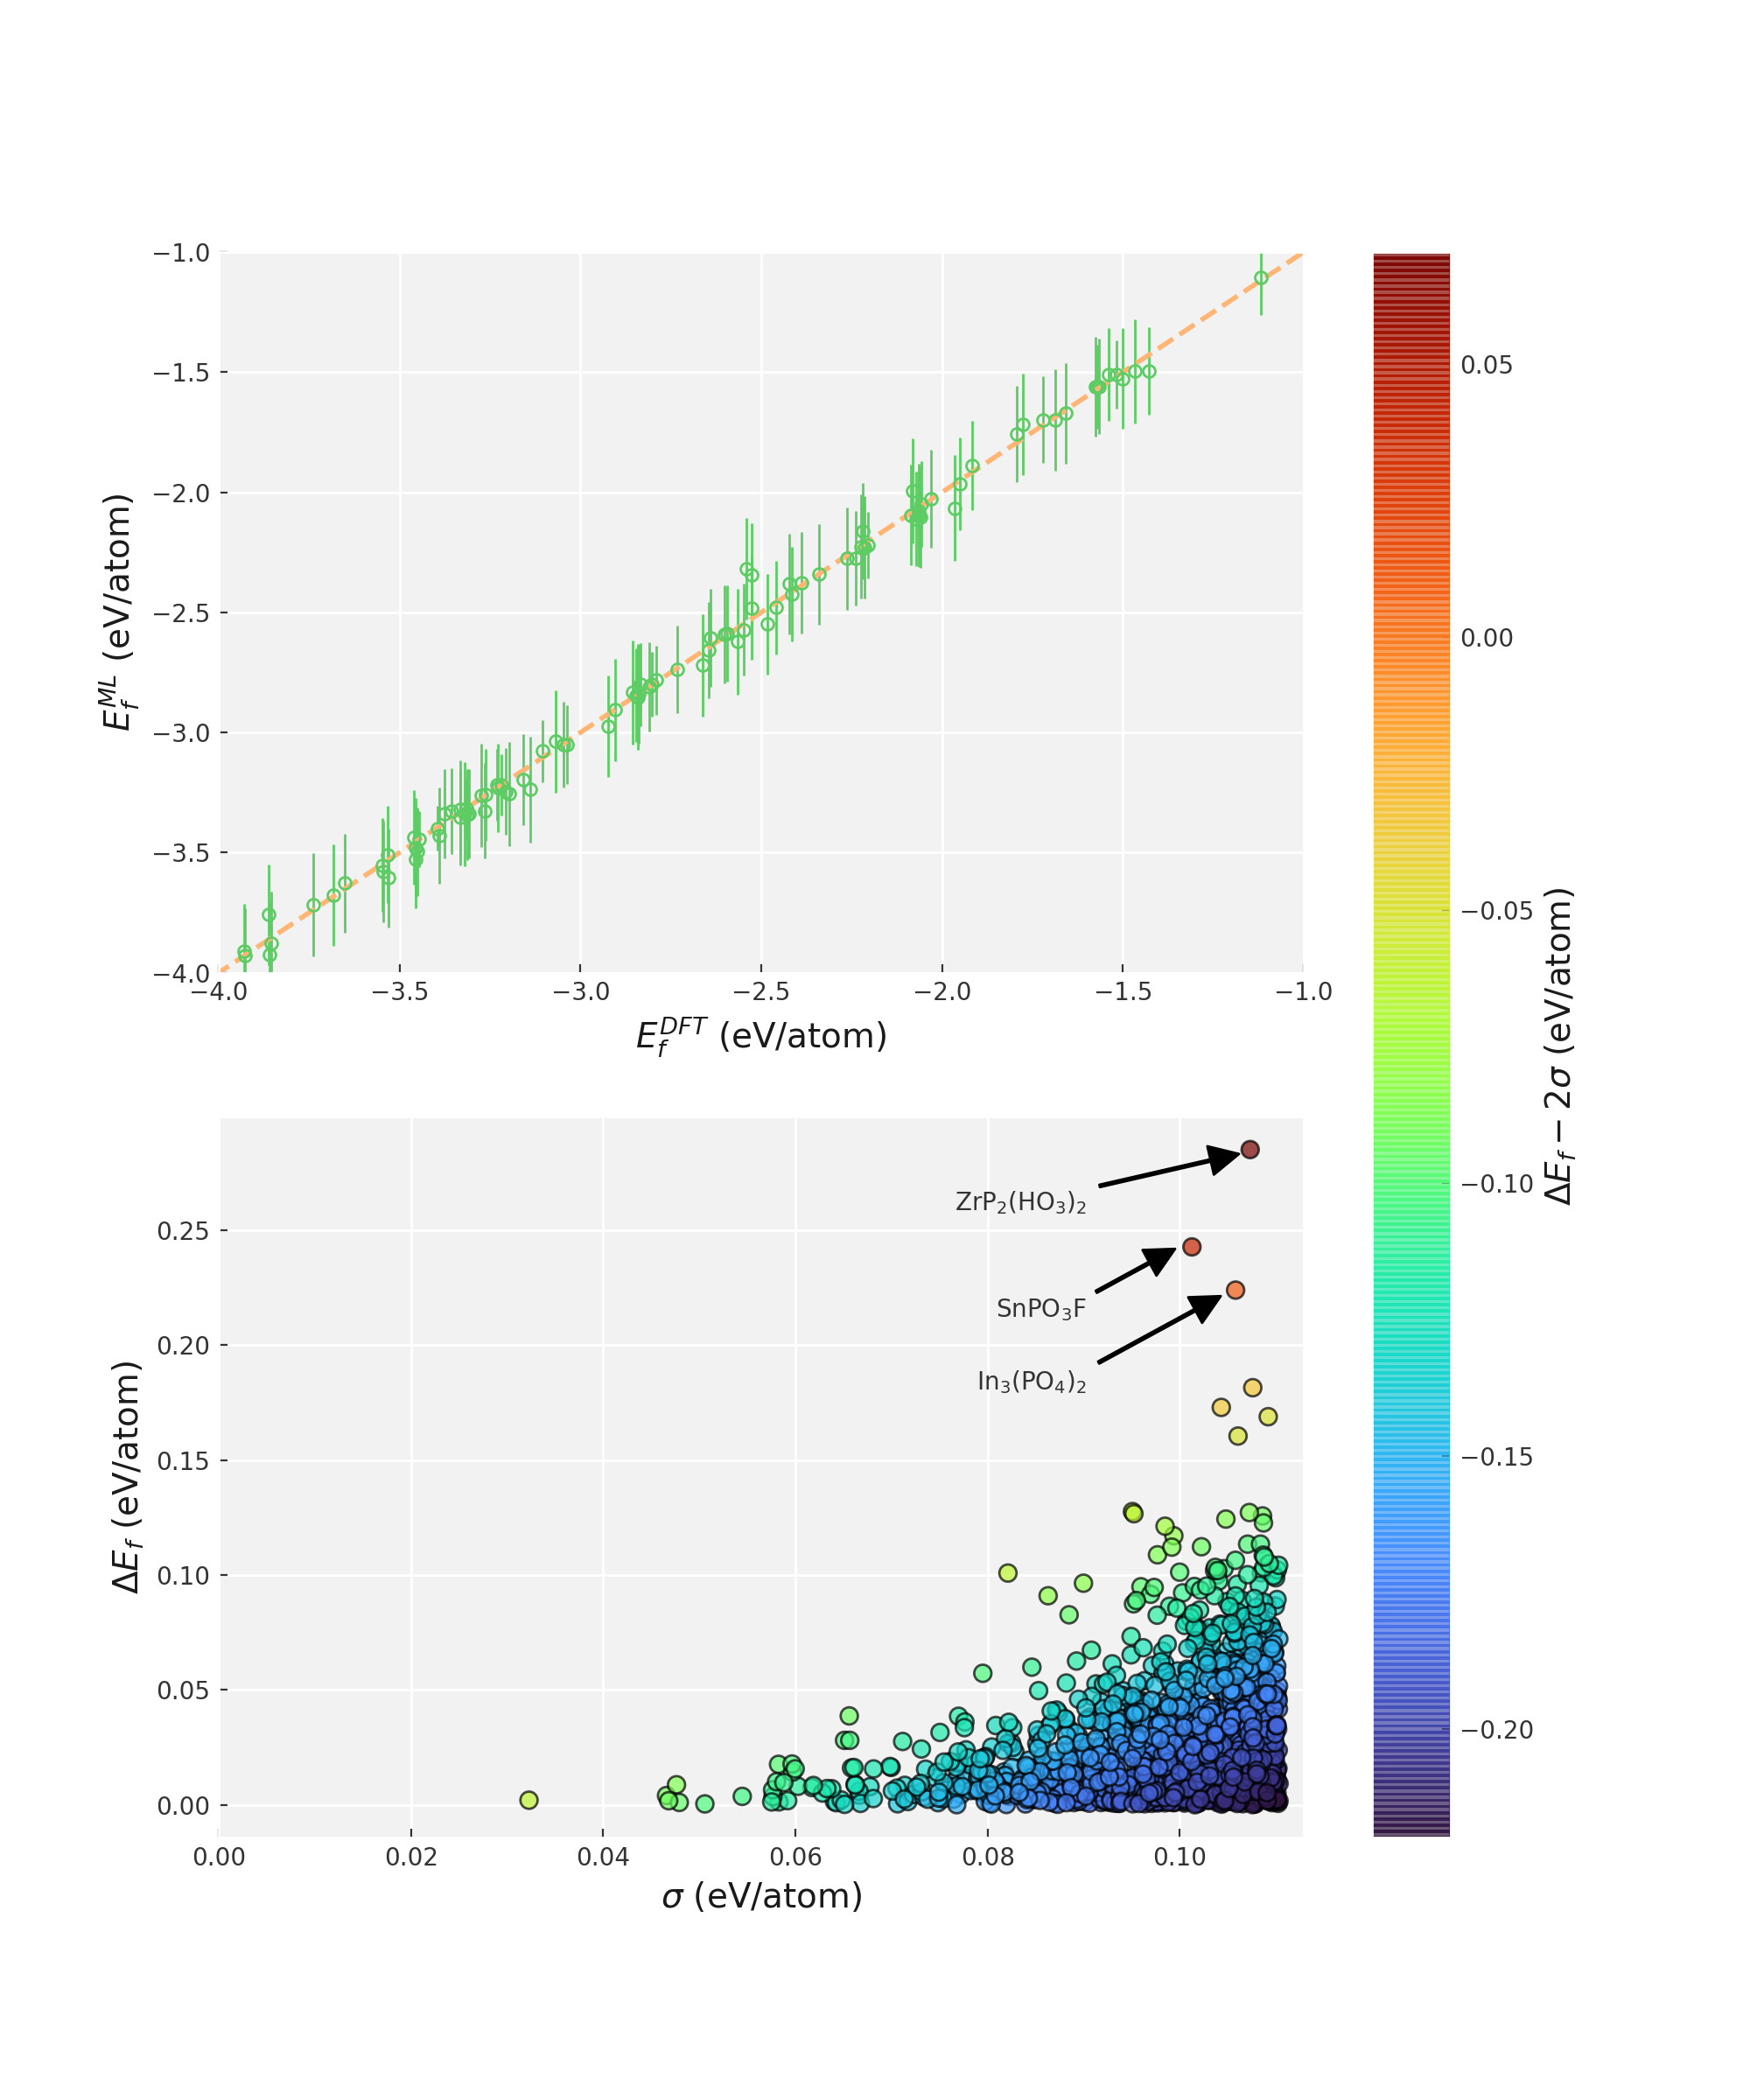 −1.0
−1.5
−2.0
−2.5
−3.0
−3.5
−4.0
E_f^{ML} (eV/atom)
−4.0 −3.5 −3.0 −2.5 −2.0 −1.5 −1.0
E_f^{DFT} (eV/atom)
0.25
0.20
0.15
0.10
0.05
0.00
ΔE_f (eV/atom)
ZrP₂(HO₃)₂
SnPO₃F
In₃(PO₄)₂
0.00 0.02 0.04 0.06 0.08 0.10
σ (eV/atom)
0.05
0.00
−0.05
−0.10
−0.15
−0.20
ΔE_f − 2σ (eV/atom)